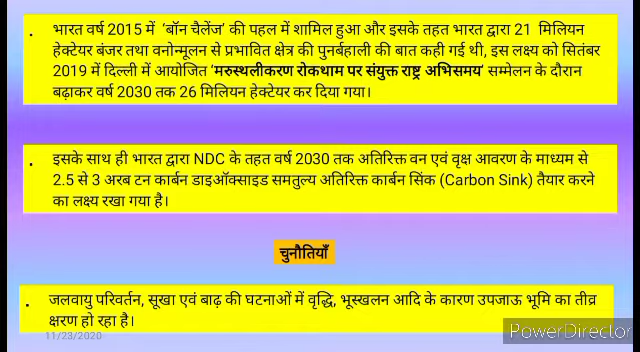 . भारत वर्ष 2015 में 'बॉन चैलेंज' की पहल में शामिल हुआ और इसके तहत भारत द्वारा 21 मिलियन
हेक्टेयर बंजर तथा वनोन्मूलन से प्रभावित क्षेत्र की पुनर्बहाली की बात कही गई थी, इस लक्ष्य को सितंबर
2019 में दिल्ली में आयोजित 'मरुस्थलीकरण रोकथाम पर संयुक्त राष्ट्र अभिसमय' सम्मेलन के दौरान
बढ़ाकर वर्ष 2030 तक 26 मिलियन हेक्टेयर कर दिया गया।
. इसके साथ ही भारत द्वारा NDC के तहत वर्ष 2030 तक अतिरिक्त वन एवं वृक्ष आवरण के माध्यम से
2.5 से 3 अरब टन कार्बन डाइऑक्साइड समतुल्य अतिरिक्त कार्बन सिंक (Carbon Sink) तैयार करने
का लक्ष्य रखा गया है।
चुनौतियाँ
. जलवायु परिवर्तन, सूखा एवं बाढ़ की घटनाओं में वृद्धि, भूस्खलन आदि के कारण उपजाऊ भूमि का तीव्र
क्षरण हो रहा है।
11/23/2020
PowerDirector